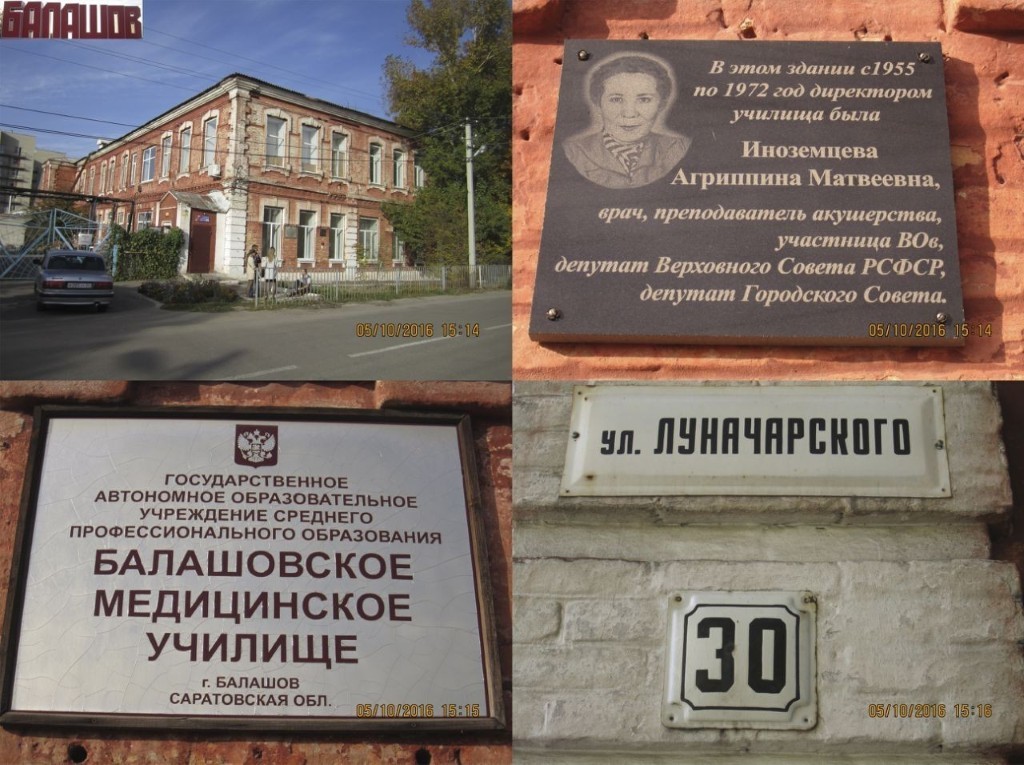 БАЛАШОВ
05/10/2016 15:14
В этом здании с1955
по 1972 год директором
училища была
Иноземцева
Агриппина Матвеевна,
врач, преподаватель акушерства,
участница ВОв,
депутат Верховного Совета РСФСР,
депутат Городского Совета.
05/10/2016 15:14
ГОСУДАРСТВЕННОЕ
АВТОНОМНОЕ ОБРАЗОВАТЕЛЬНОЕ
УЧРЕЖДЕНИЕ СРЕДНЕГО
ПРОФЕССИОНАЛЬНОГО ОБРАЗОВАНИЯ
БАЛАШОВСКОЕ
МЕДИЦИНСКОЕ
УЧИЛИЩЕ
г. БАЛАШОВ
САРАТОВСКАЯ ОБЛ.
05/10/2016 15:15
ул. ЛУНАЧАРСКОГО
30
05/10/2016 15:16